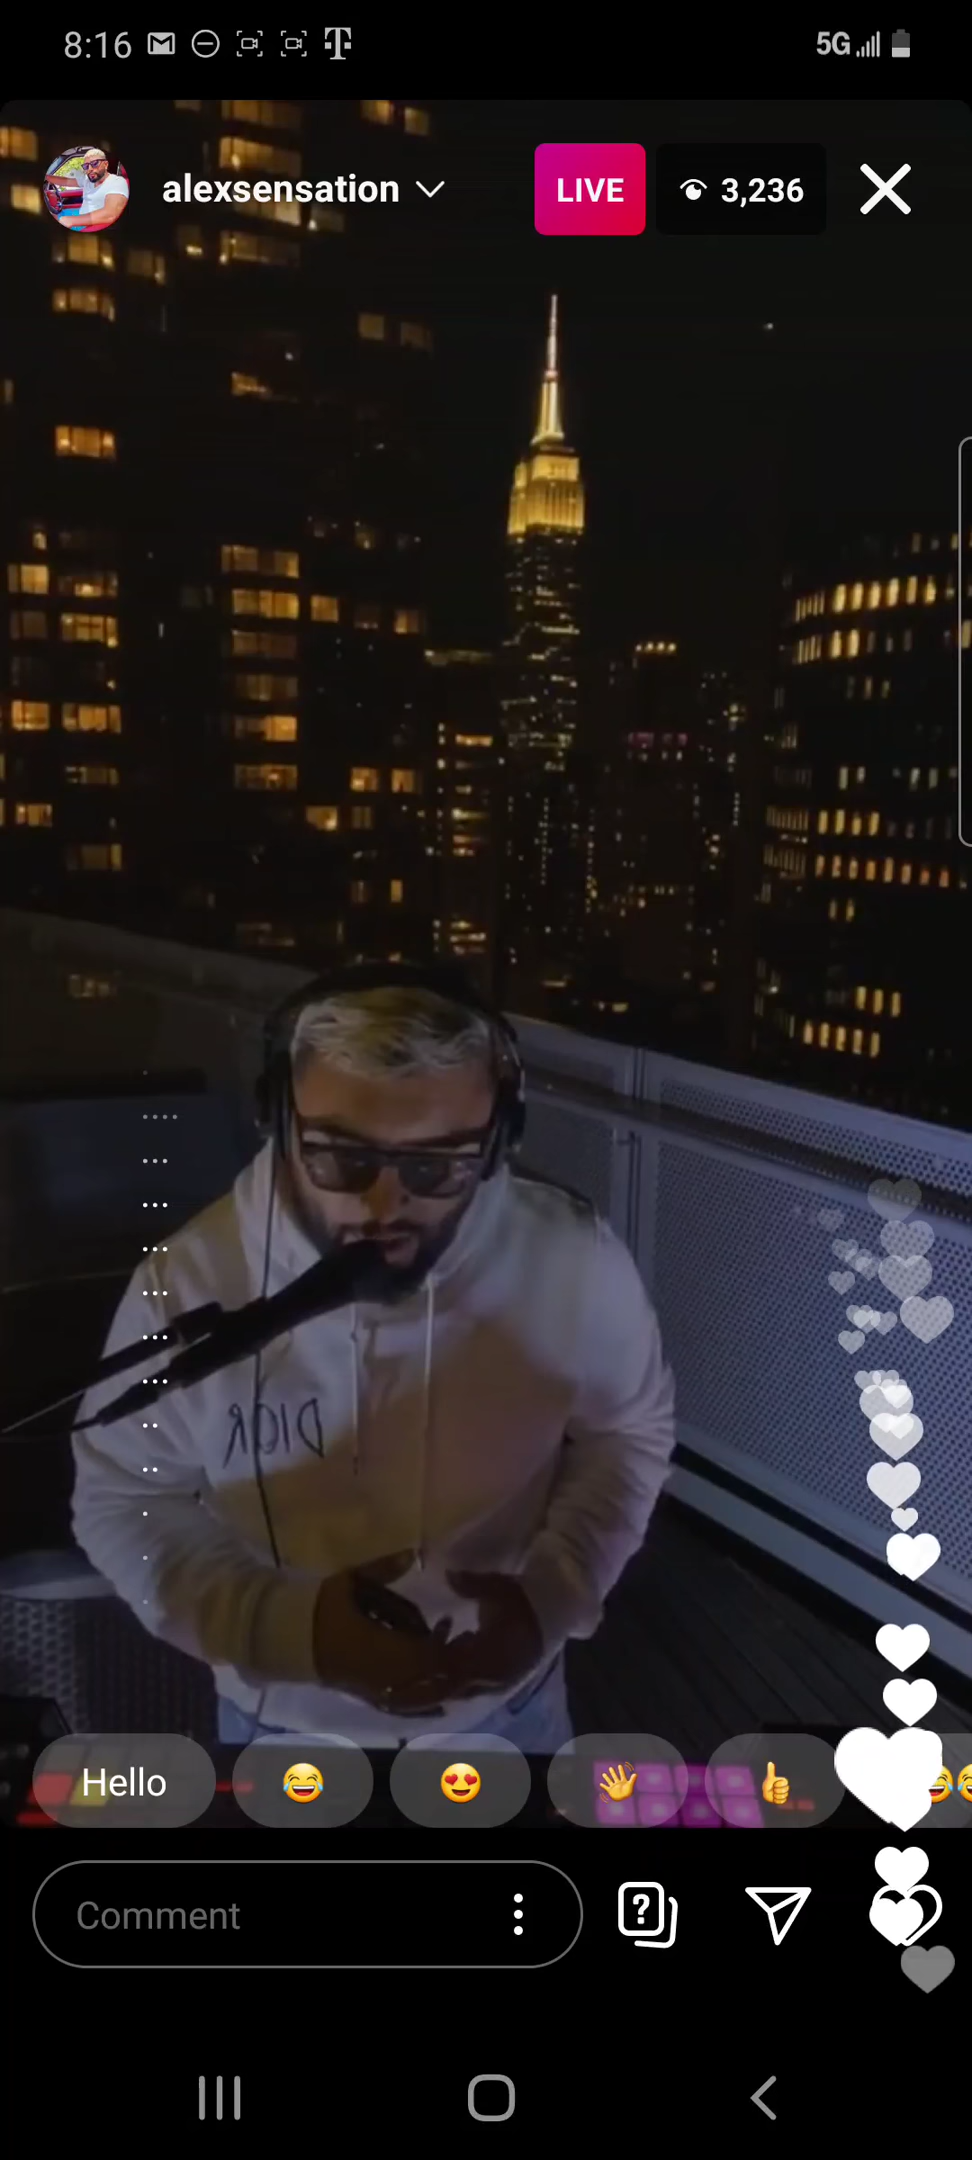 8:16
5G
alexsensation
LIVE
3,236
DIOR
Hello
Comment